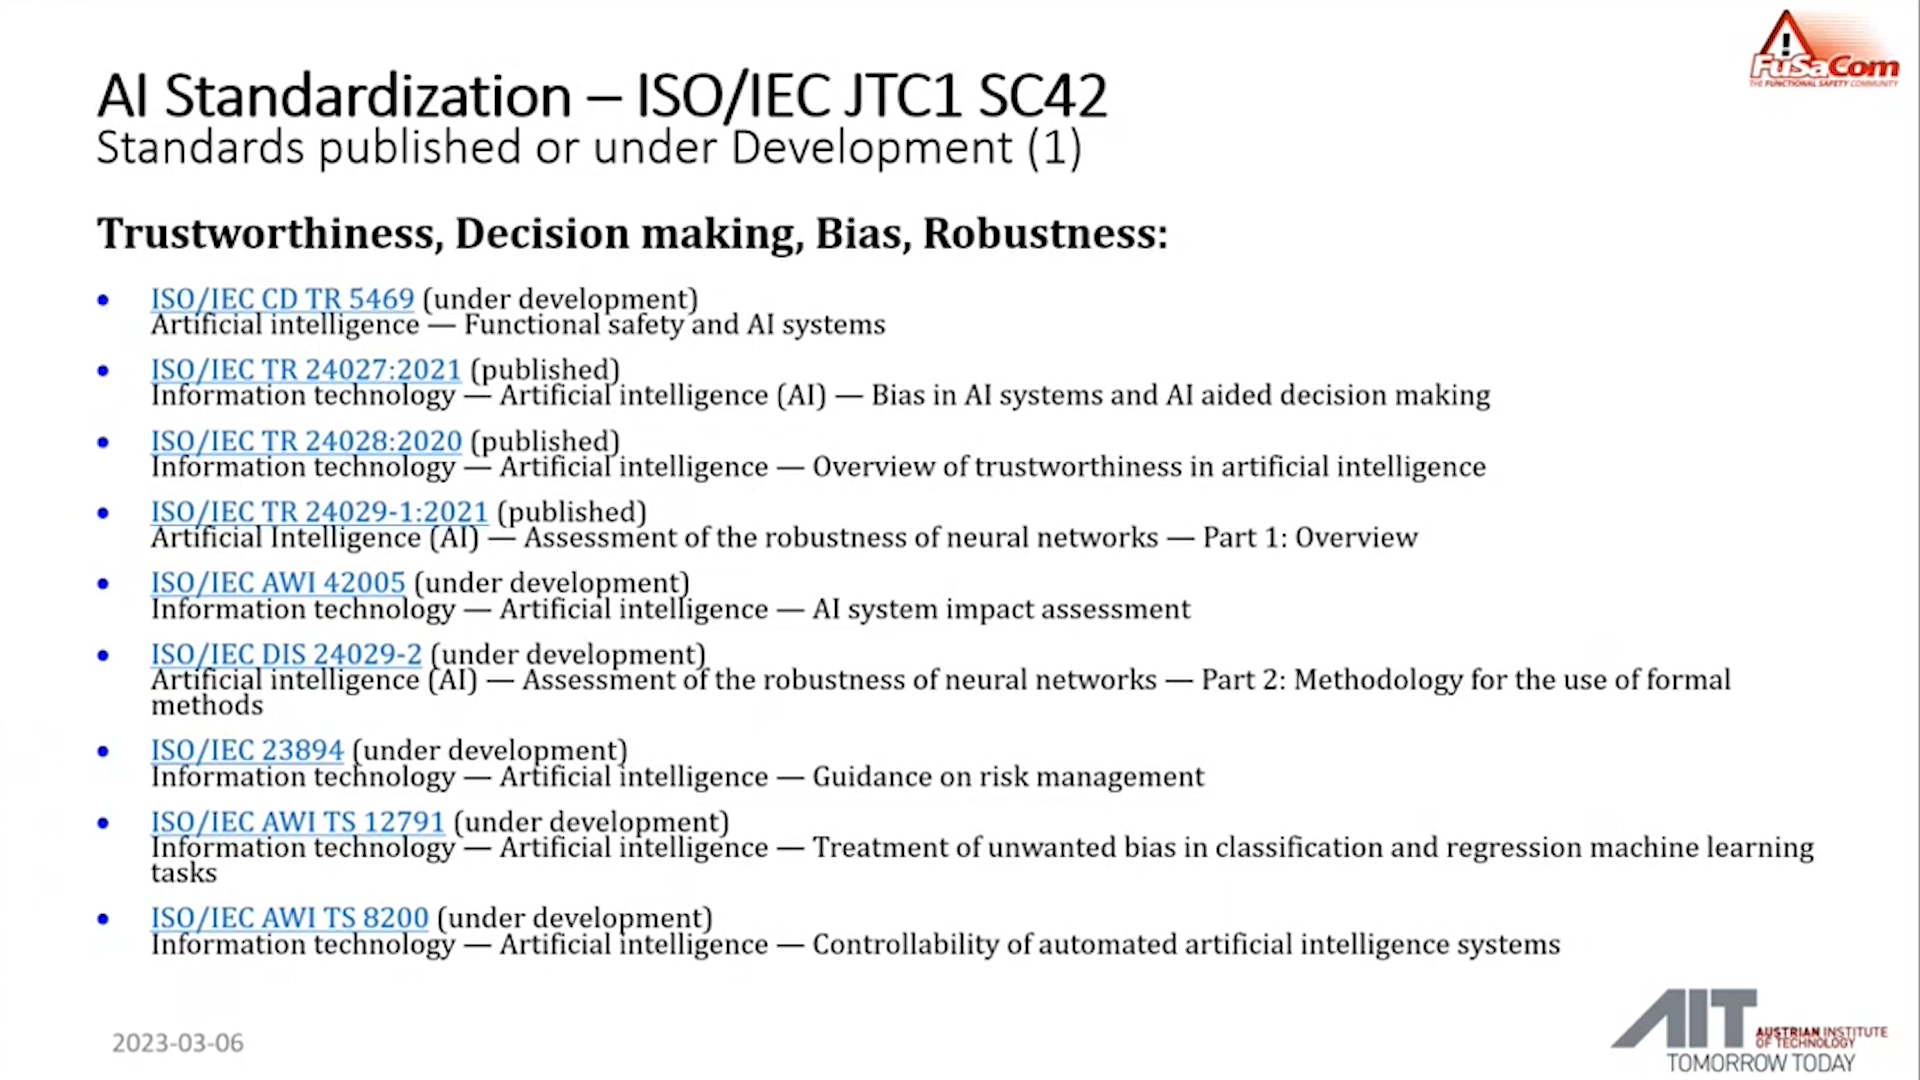 FuSaCom
THE FUNCTIONAL SAFETY COMMUNITY
AI Standardization – ISO/IEC JTC1 SC42
Standards published or under Development (1)
Trustworthiness, Decision making, Bias, Robustness:
• ISO/IEC CD TR 5469 (under development)
Artificial intelligence — Functional safety and AI systems
• ISO/IEC TR 24027:2021 (published)
Information technology — Artificial intelligence (AI) — Bias in AI systems and AI aided decision making
• ISO/IEC TR 24028:2020 (published)
Information technology — Artificial intelligence — Overview of trustworthiness in artificial intelligence
• ISO/IEC TR 24029-1:2021 (published)
Artificial Intelligence (AI) — Assessment of the robustness of neural networks — Part 1: Overview
• ISO/IEC AWI 42005 (under development)
Information technology — Artificial intelligence — AI system impact assessment
• ISO/IEC DIS 24029-2 (under development)
Artificial intelligence (AI) — Assessment of the robustness of neural networks — Part 2: Methodology for the use of formal
methods
• ISO/IEC 23894 (under development)
Information technology — Artificial intelligence — Guidance on risk management
• ISO/IEC AWI TS 12791 (under development)
Information technology — Artificial intelligence — Treatment of unwanted bias in classification and regression machine learning
tasks
• ISO/IEC AWI TS 8200 (under development)
Information technology — Artificial intelligence — Controllability of automated artificial intelligence systems
2023-03-06
AIT
AUSTRIAN INSTITUTE
OF TECHNOLOGY
TOMORROW TODAY